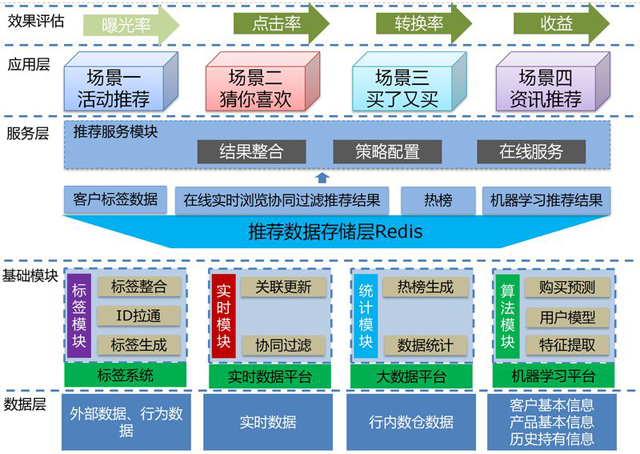 效果评估
曝光率
点击率
转换率
收益
应用层
场景一
活动推荐
场景二
猜你喜欢
场景三
买了又买
场景四
资讯推荐
服务层
推荐服务模块
结果整合
策略配置
在线服务
客户标签数据
在线实时浏览协同过滤推荐结果
热榜
机器学习推荐结果
推荐数据存储层Redis
基础模块
标签模块
标签整合
ID拉通
标签生成
标签系统
实时模块
关联更新
协同过滤
实时数据平台
统计模块
热榜生成
数据统计
大数据平台
算法模块
购买预测
用户模型
特征提取
机器学习平台
数据层
外部数据、行为数
据
实时数据
行内数仓数据
客户基本信息
产品基本信息
历史持有信息